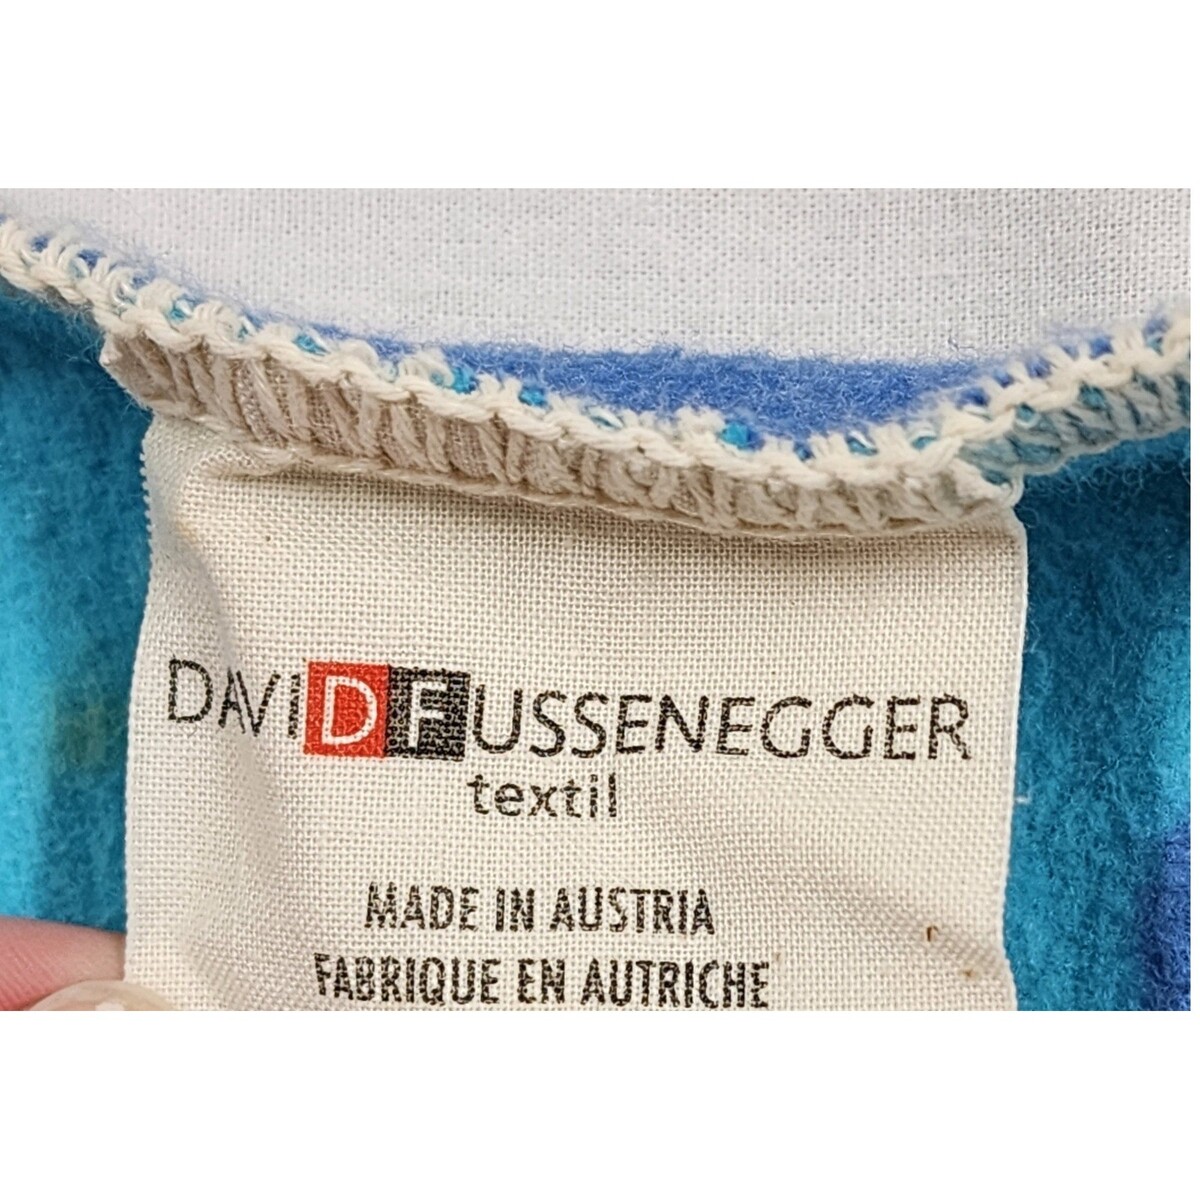 DAVIDFUSSENEGGER
textil
MADE IN AUSTRIA
FABRIQUE EN AUTRICHE